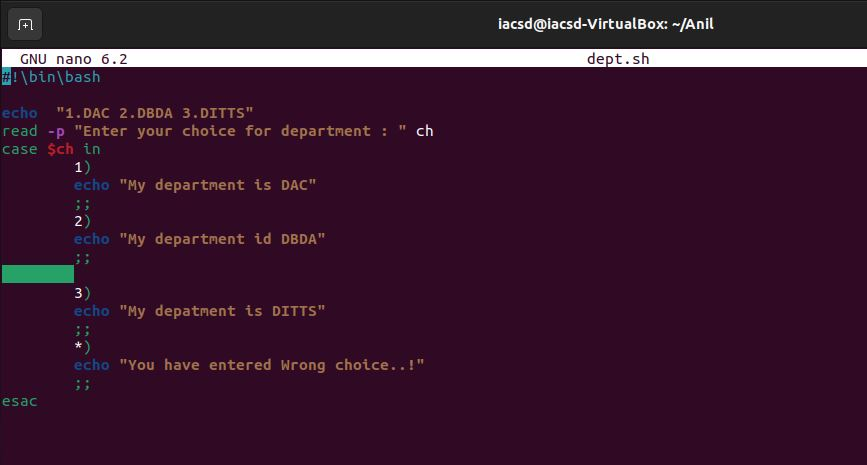 iacsd@iacsd-VirtualBox: ~/Anil
GNU nano 6.2 dept.sh
#!\bin\bash
echo  "1.DAC 2.DBDA 3.DITTS"
read -p "Enter your choice for department : " ch
case $ch in
1)
echo "My department is DAC"
;;
2)
echo "My department id DBDA"
;;
3)
echo "My depatment is DITTS"
;;
*)
echo "You have entered Wrong choice..!"
;;
esac